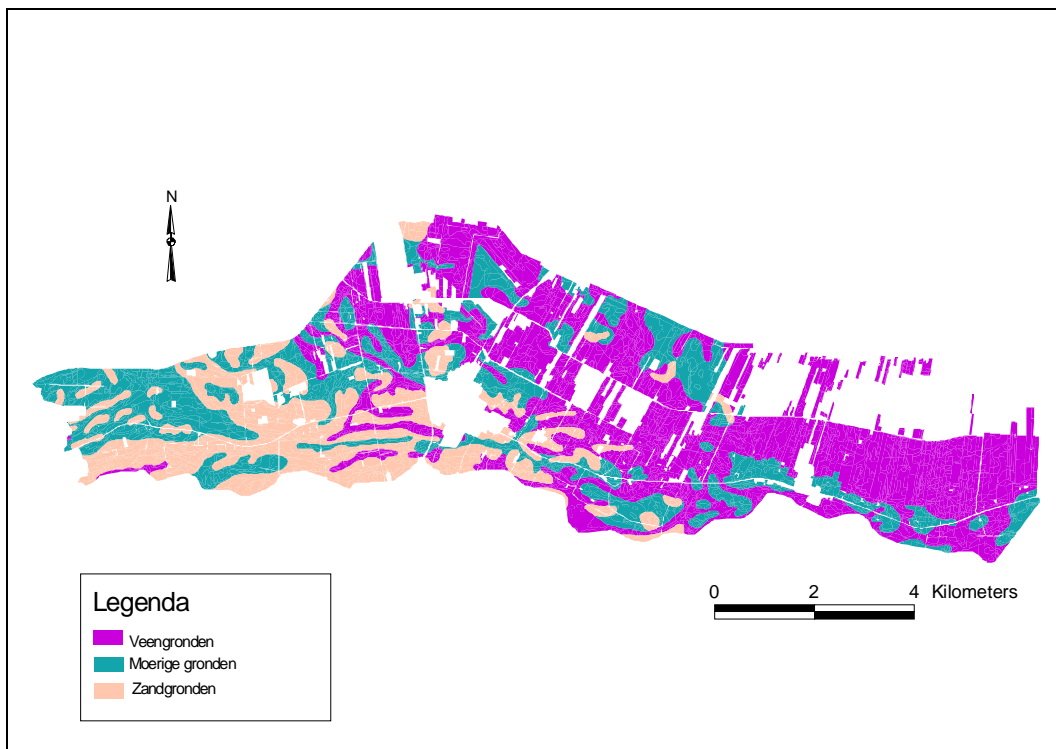 N
0 2 4 Kilometers
Legenda
Veengronden
Moerige gronden
Zandgronden